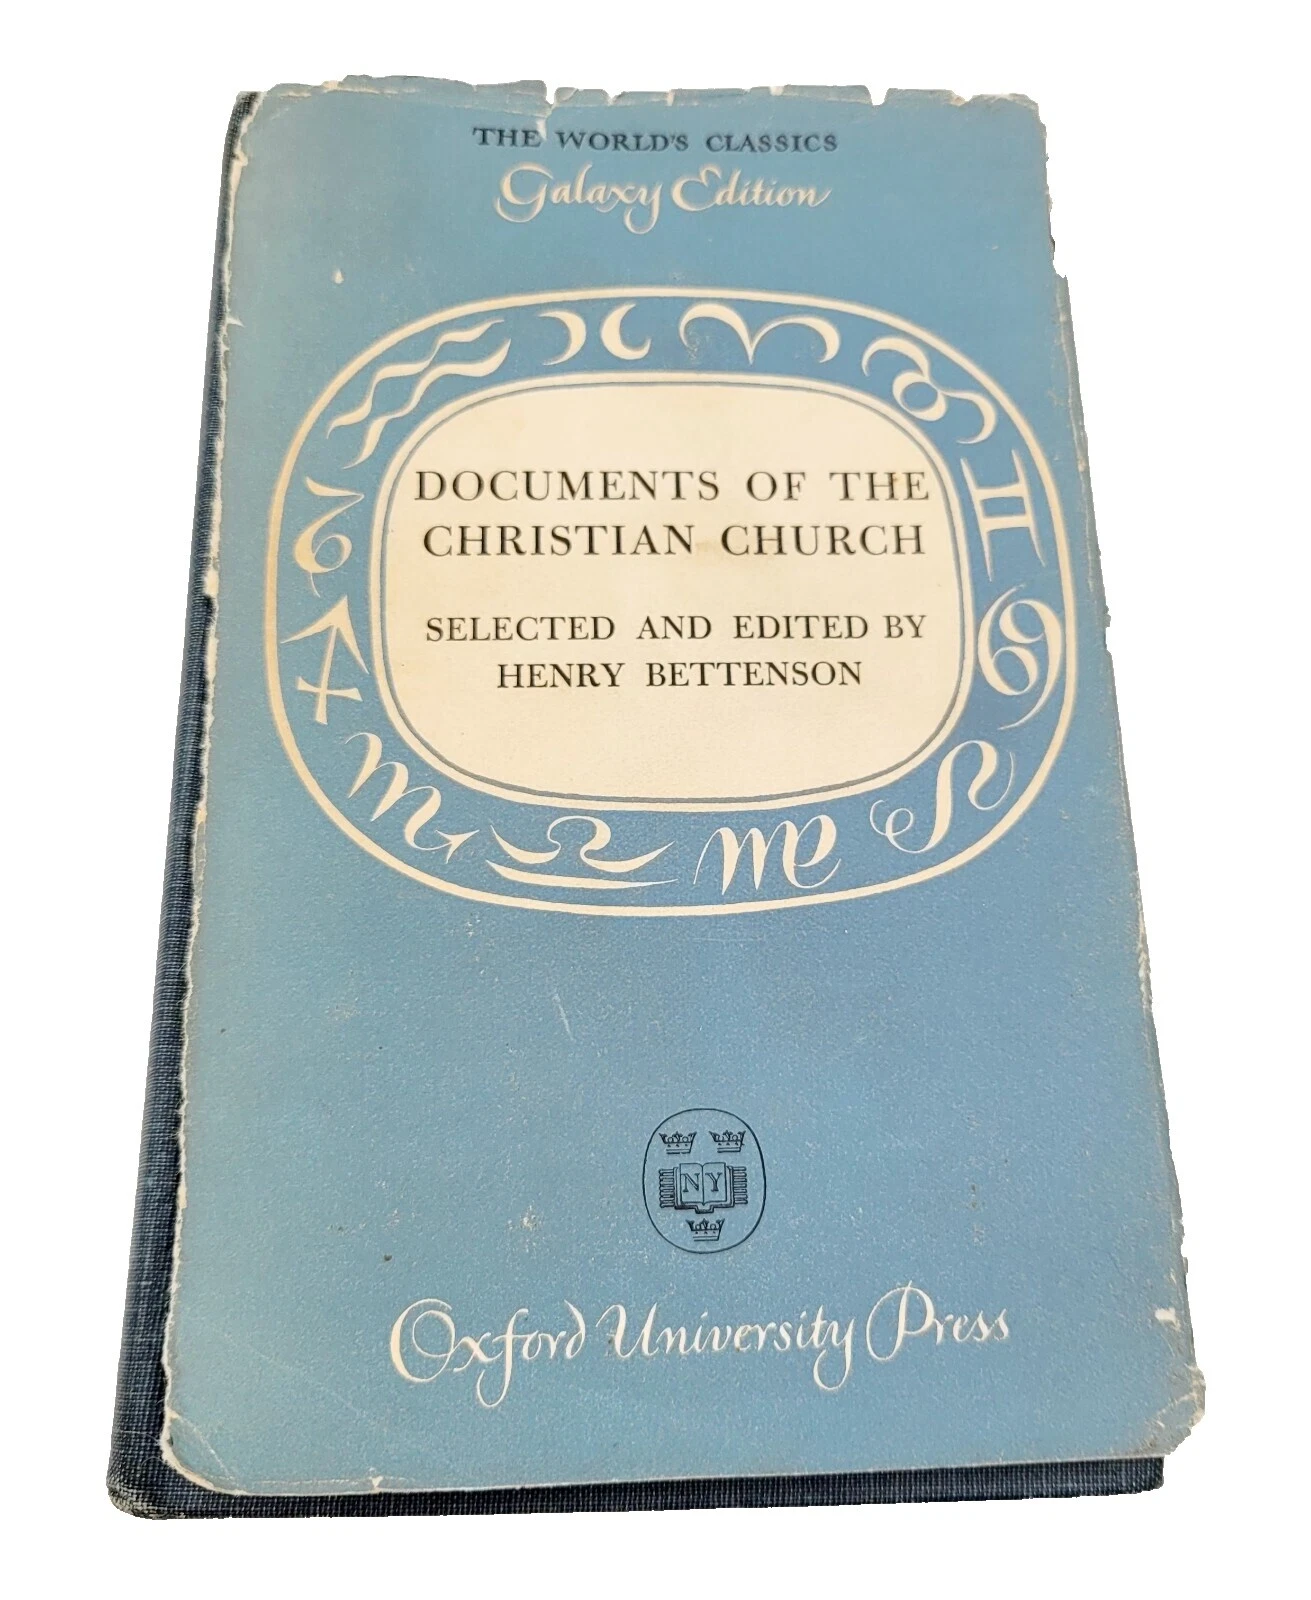 THE WORLD'S CLASSICS
Galaxy Edition
DOCUMENTS OF THE
CHRISTIAN CHURCH
SELECTED AND EDITED BY
HENRY BETTENSON
NY
Oxford University Press